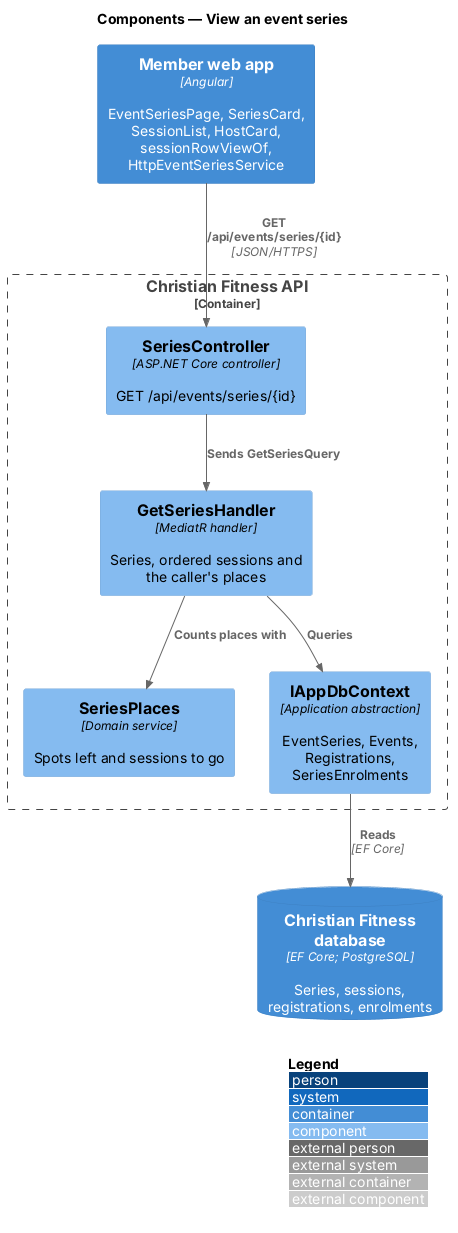 Components — View an event series
Member web app
[Angular]
EventSeriesPage, SeriesCard,
SessionList, HostCard,
sessionRowViewOf,
HttpEventSeriesService
GET
/api/events/series/{id}
[JSON/HTTPS]
Christian Fitness API
[Container]
SeriesController
[ASP.NET Core controller]
GET /api/events/series/{id}
Sends GetSeriesQuery
GetSeriesHandler
[MediatR handler]
Series, ordered sessions and
the caller's places
Counts places with
Queries
SeriesPlaces
[Domain service]
Spots left and sessions to go
IAppDbContext
[Application abstraction]
EventSeries, Events,
Registrations,
SeriesEnrolments
Reads
[EF Core]
Christian Fitness
database
[EF Core; PostgreSQL]
Series, sessions,
registrations, enrolments
Legend
person
system
container
component
external person
external system
external container
external component